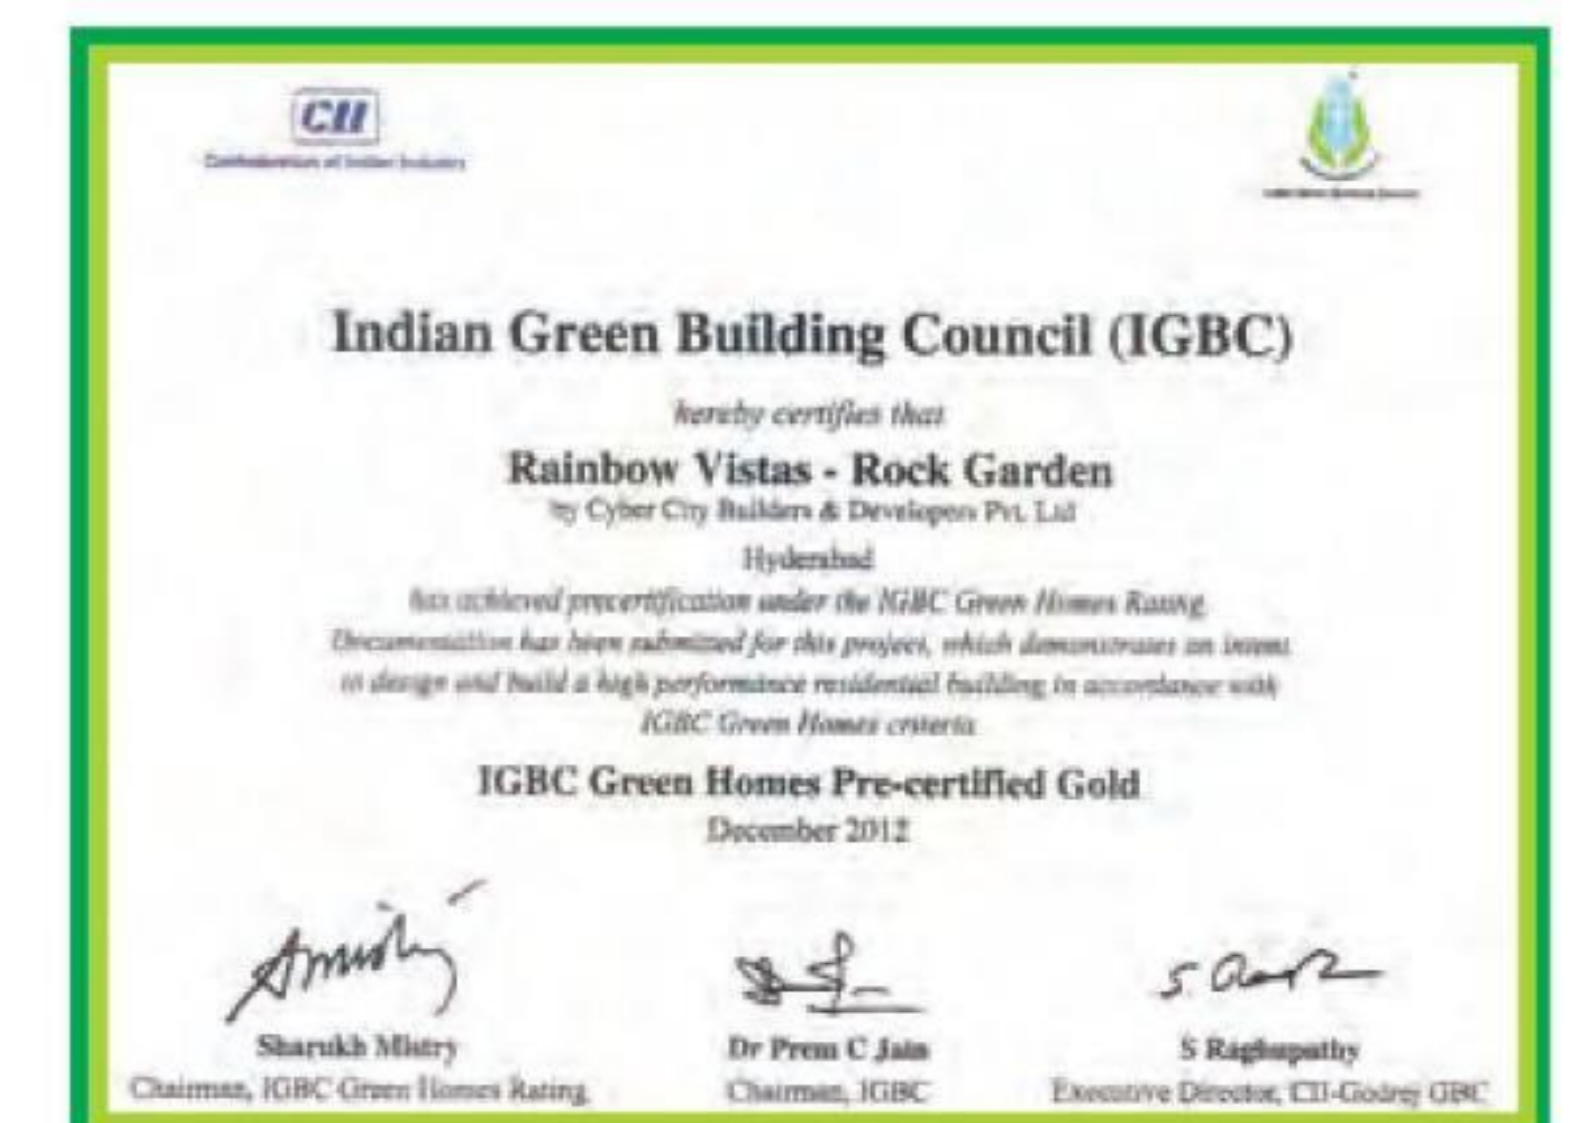 CII
Confederation of Indian Industry
Indian Green Building Council (IGBC)
hereby certifies that
Rainbow Vistas - Rock Garden
by Cyber City Builders & Developers Pvt. Ltd
Hyderabad
has achieved precertification under the IGBC Green Homes Rating.
Documentation has been submitted for this project, which demonstrates an intent
to design and build a high performance residential building in accordance with
IGBC Green Homes criteria
IGBC Green Homes Pre-certified Gold
December 2012
Sharukh Mistry
Dr Prem C Jain
S Raghupathy
Chairman, IGBC Green Homes Rating
Chairman, IGBC
Executive Director, CII-Godrej GBC